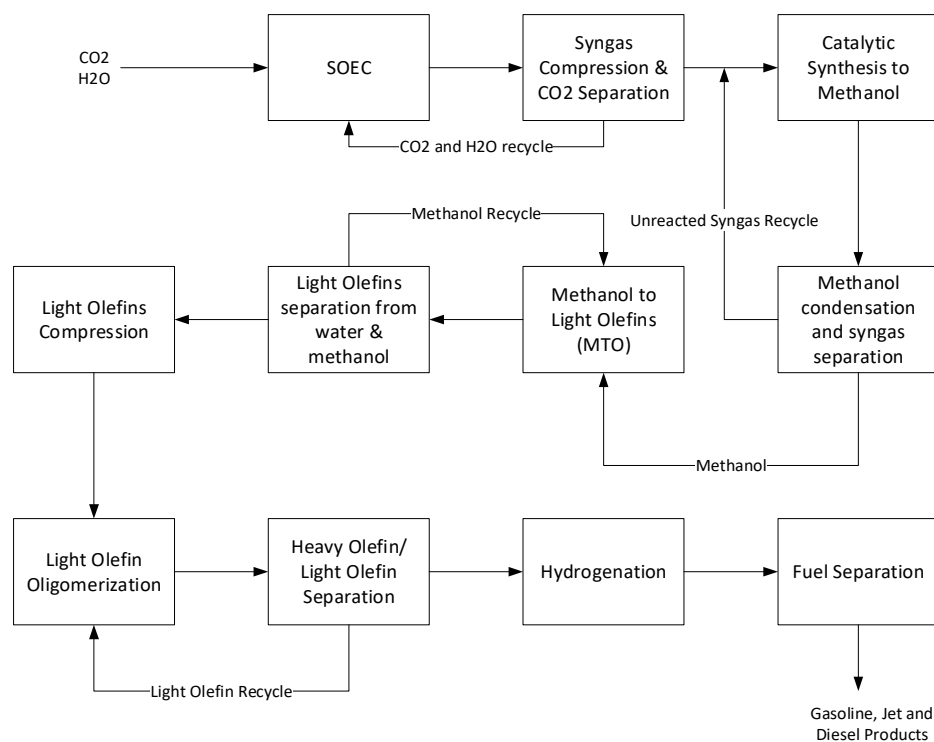 CO2
H2O
SOEC
Syngas
Compression &
CO2 Separation
Catalytic
Synthesis to
Methanol
CO2 and H2O recycle
Methanol Recycle
Unreacted Syngas Recycle
Light Olefins
Compression
Light Olefins
separation from
water &
methanol
Methanol to
Light Olefins
(MTO)
Methanol
condensation
and syngas
separation
Methanol
Light Olefin
Oligomerization
Heavy Olefin/
Light Olefin
Separation
Hydrogenation
Fuel Separation
Light Olefin Recycle
Gasoline, Jet and
Diesel Products